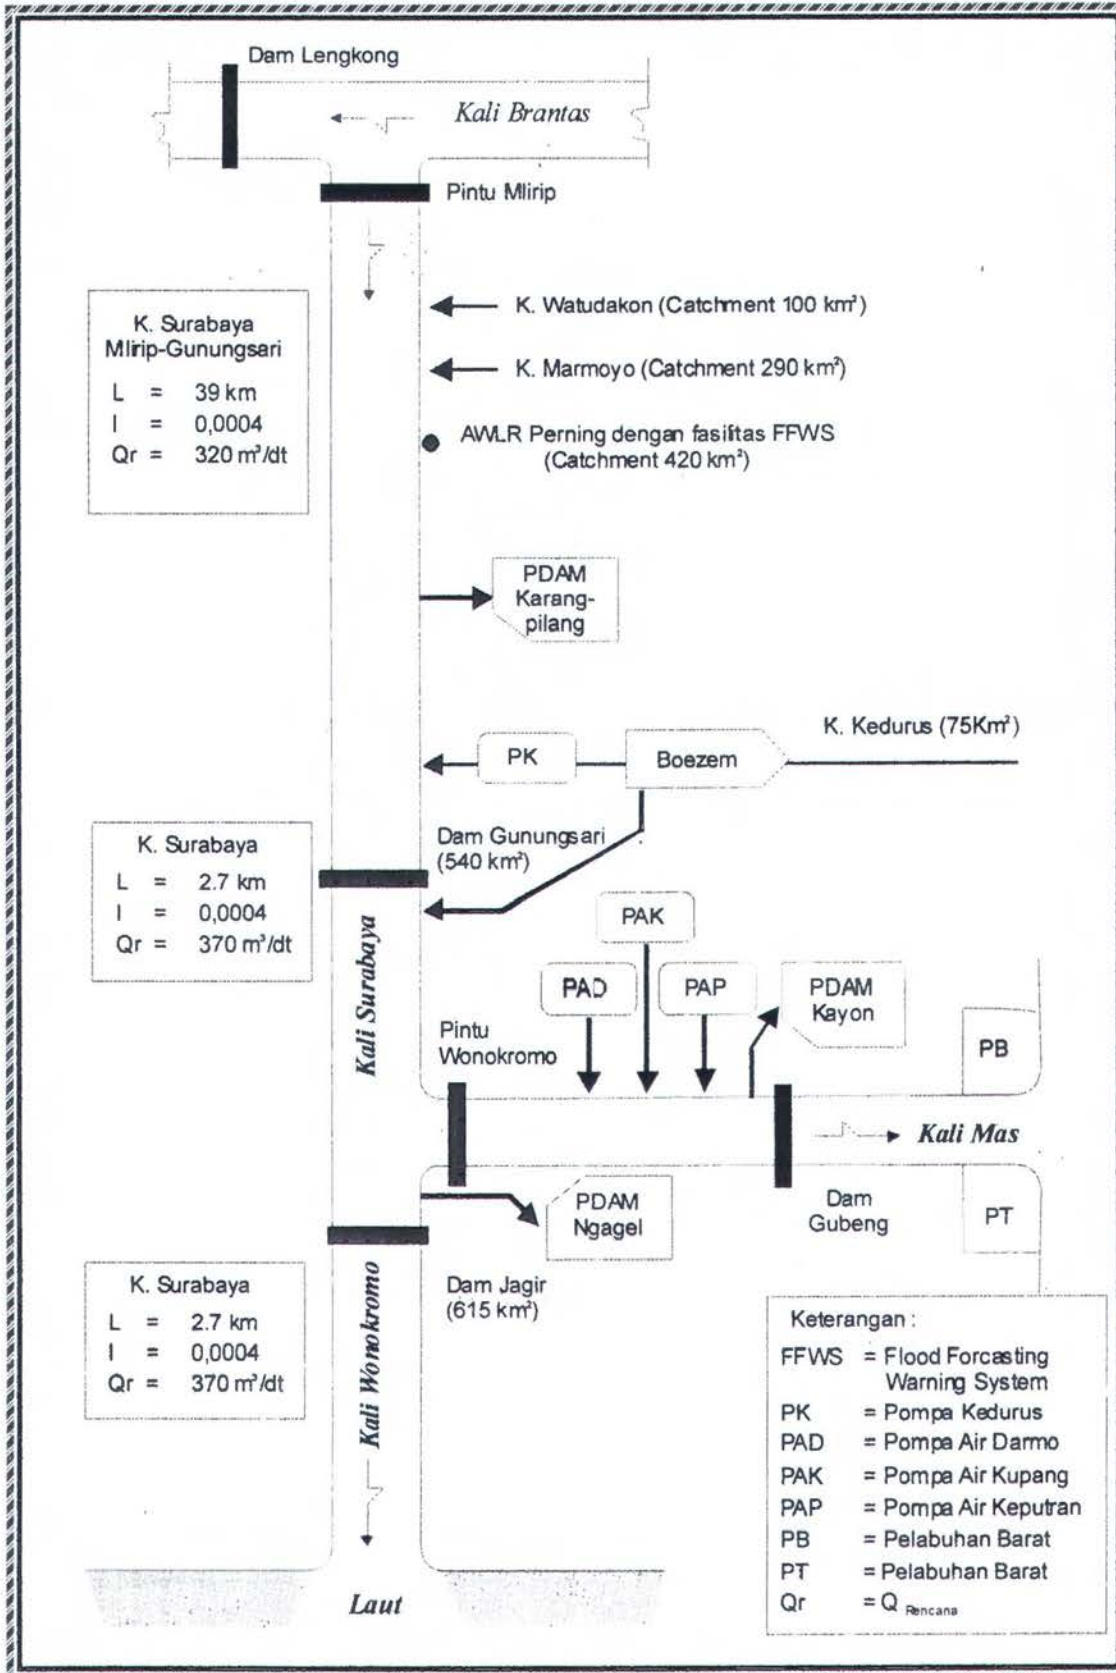 Dam Lengkong
Kali Brantas
Pintu Mlirip
K. Watudakon (Catchment 100 km²)
K. Surabaya
Mlirip-Gunungsari
L = 39 km
I = 0,0004
Qr = 320 m³/dt
K. Marmoyo (Catchment 290 km²)
AWLR Perning dengan fasilitas FFWS
(Catchment 420 km²)
PDAM
Karang-
pilang
K. Kedurus (75Km²)
PK
Boezem
Dam Gunungsari
(540 km²)
K. Surabaya
L = 2.7 km
I = 0,0004
Qr = 370 m³/dt
Kali Surabaya
PAK
PAD
PAP
PDAM
Kayon
Pintu
Wonokromo
PB
Kali Mas
PDAM
Ngagel
Dam
Gubeng
PT
Dam Jagir
(615 km²)
K. Surabaya
L = 2.7 km
I = 0,0004
Qr = 370 m³/dt
Kali Wonokromo
Laut
Keterangan :
FFWS = Flood Forcasting
Warning System
PK = Pompa Kedurus
PAD = Pompa Air Darmo
PAK = Pompa Air Kupang
PAP = Pompa Air Keputran
PB = Pelabuhan Barat
PT = Pelabuhan Barat
Qr = Q Rencana